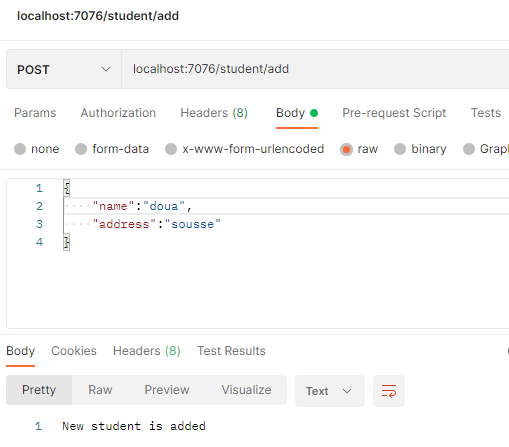 localhost:7076/student/add
POST localhost:7076/student/add
Params Authorization Headers (8) Body Pre-request Script Tests
none form-data x-www-form-urlencoded raw binary
1 {
2 "name":"doua",
3 "address":"sousse"
4 }
Body Cookies Headers (8) Test Results
Pretty Raw Preview Visualize Text
1 New student is added